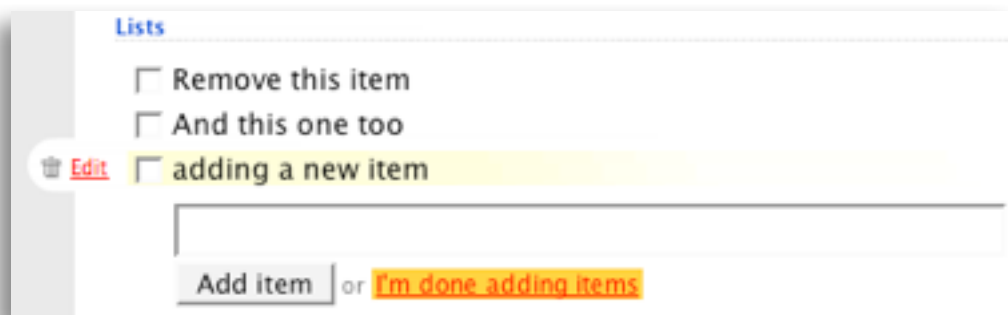 Lists
Remove this item
And this one too
Edit adding a new item
Add item or I'm done adding items